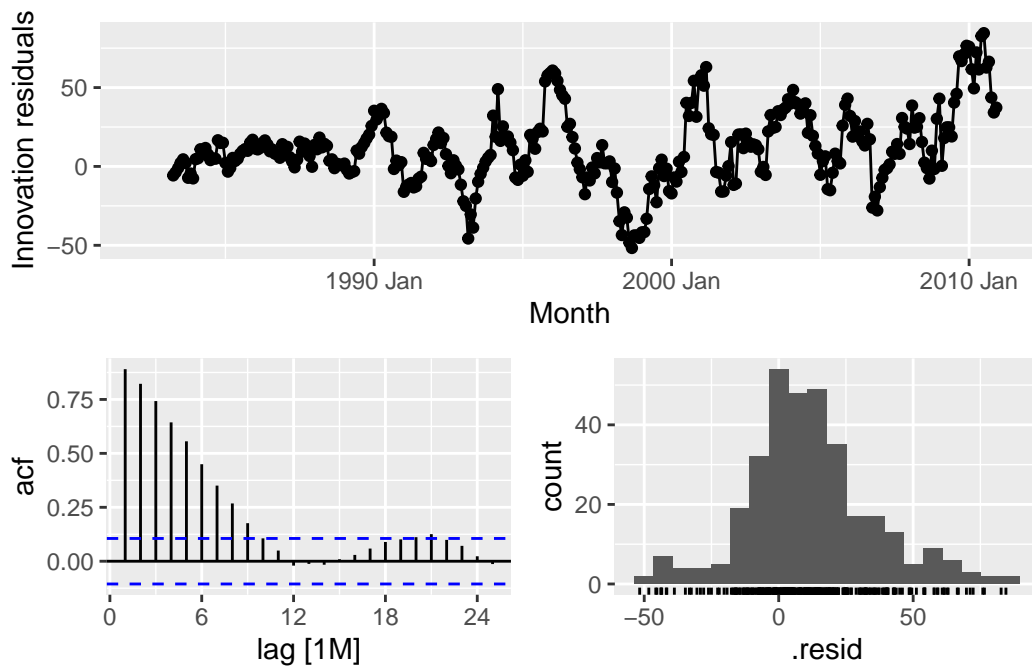 Innovation residuals
50
0
−50
1990 Jan 2000 Jan 2010 Jan
Month
acf
0.75
0.50
0.25
0.00
0 6 12 18 24
lag [1M]
count
40
20
0
−50 0 50
.resid